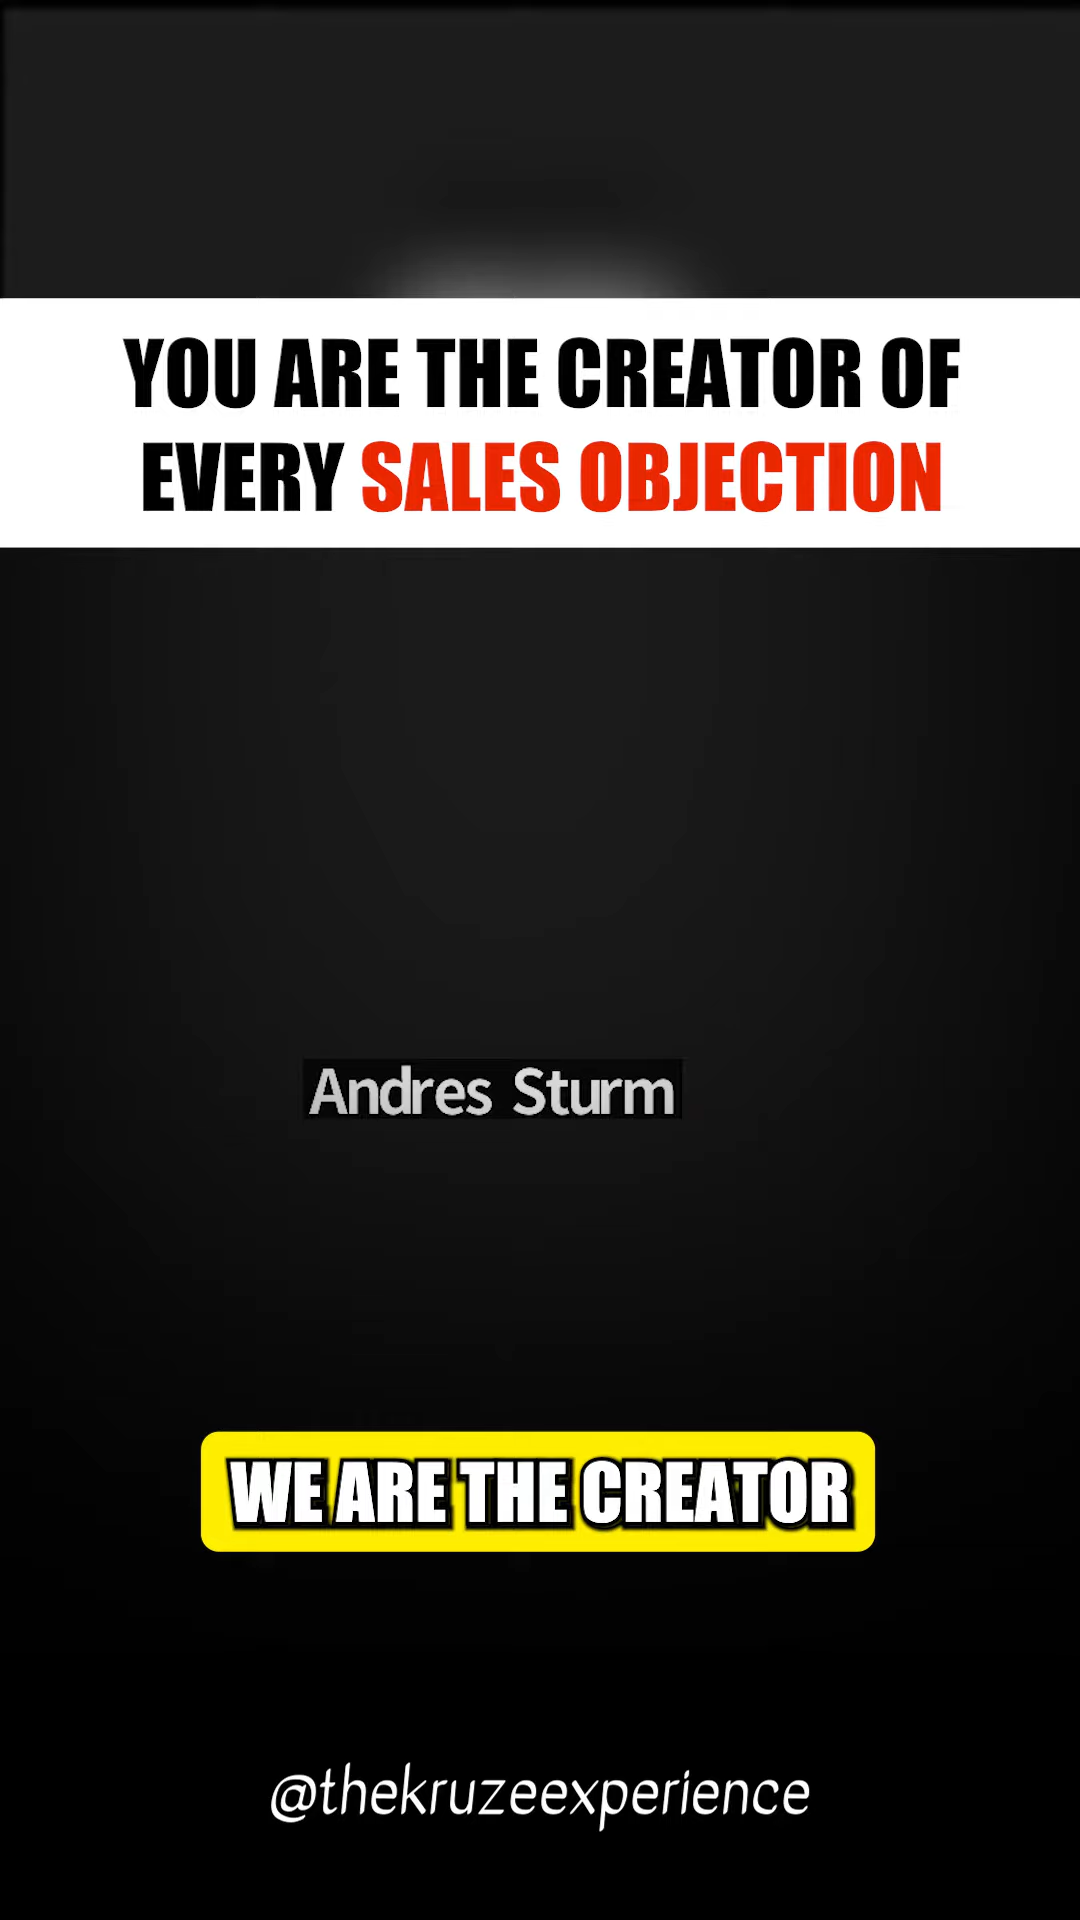 YOU ARE THE CREATOR OF
EVERY SALES OBJECTION
Andres Sturm
WE ARE THE CREATOR
@thekruzeexperience